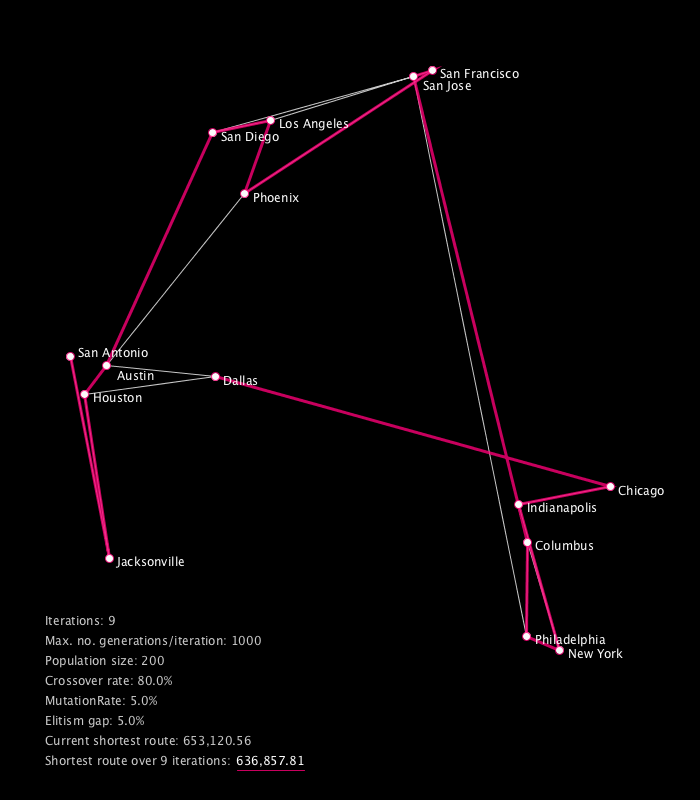 San Francisco
San Jose
Los Angeles
San Diego
Phoenix
San Antonio
Austin
Dallas
Houston
Chicago
Indianapolis
Columbus
Jacksonville
Philadelphia
New York
Iterations: 9
Max. no. generations/iteration: 1000
Population size: 200
Crossover rate: 80.0%
MutationRate: 5.0%
Elitism gap: 5.0%
Current shortest route: 653,120.56
Shortest route over 9 iterations: 636,857.81